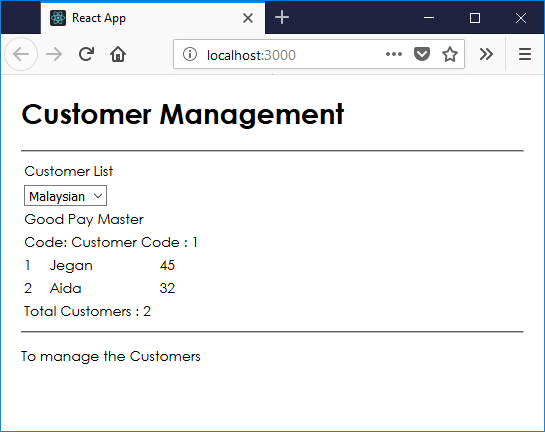 React App
localhost:3000
Customer Management
Customer List
Malaysian
Good Pay Master
Code: Customer Code : 1
1 Jegan 45
2 Aida 32
Total Customers : 2
To manage the Customers